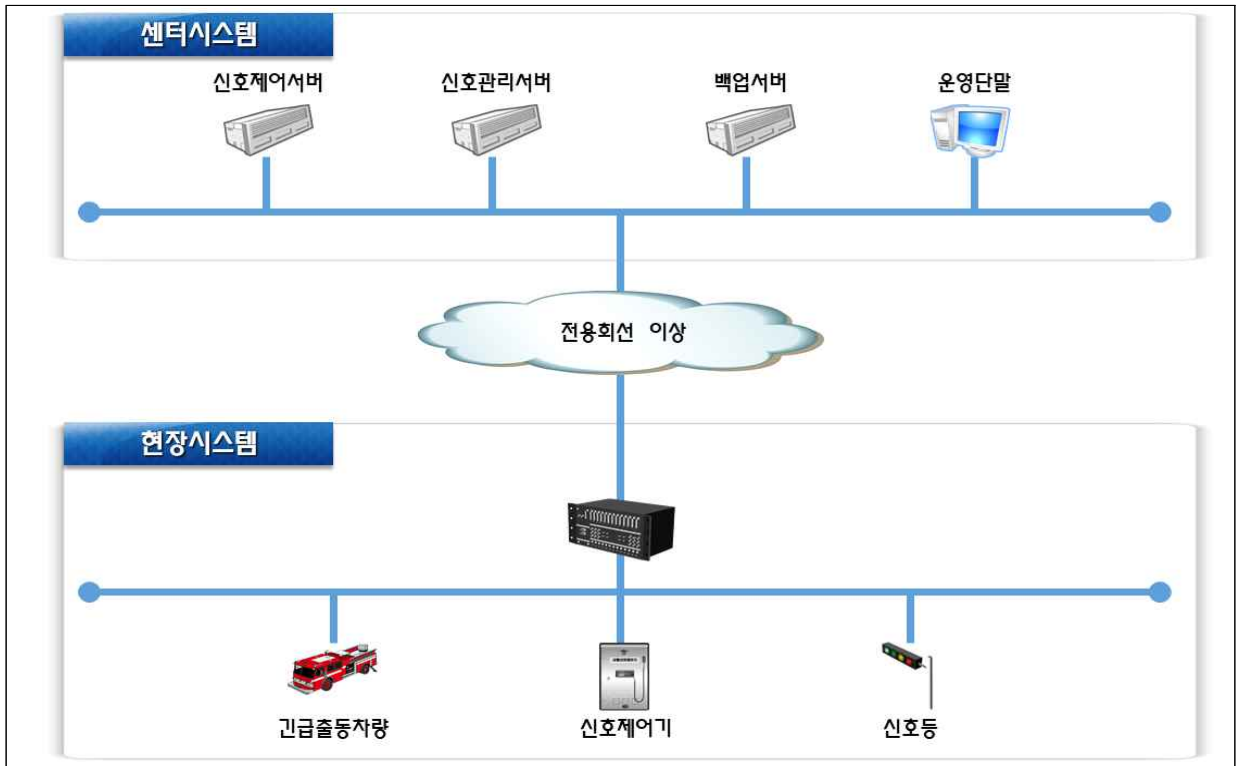 센터시스템
신호제어서버
신호관리서버
백업서버
운영단말
전용회선 이상
현장시스템
긴급출동차량
신호제어기
신호등